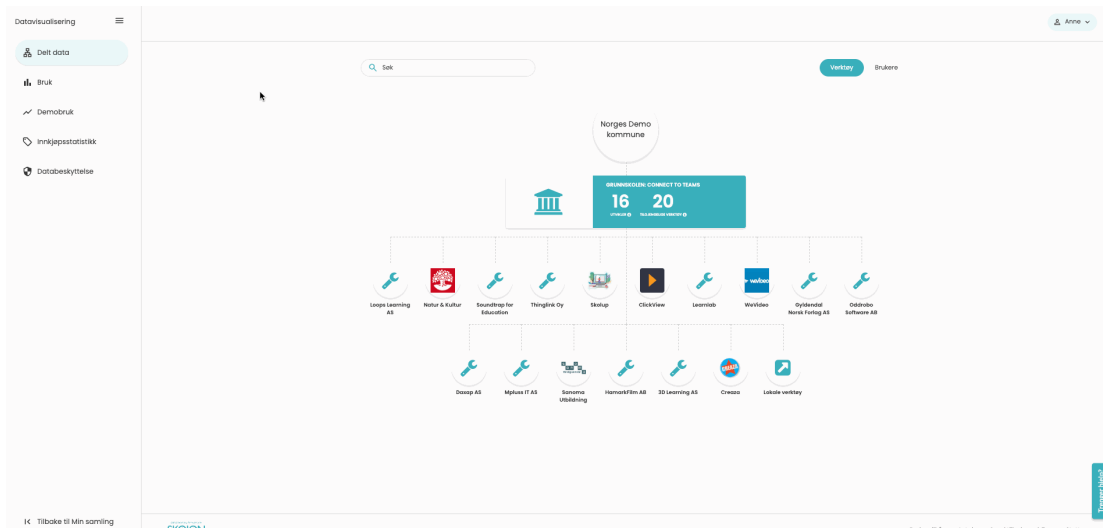 Datavisualisering
Anne
Delt data
Bruk
Demobruk
Innkjøpsstatistikk
Databeskyttelse
Søk
Verktøy
Brukere
Norges Demo
kommune
GRUNNSKOLEN: CONNECT TO TEAMS
16 20
Loops Learning
AS
Natur & Kultur
Soundtrap for
Education
Thinglink Oy
Skolup
ClickView
Learnlab
WeVideo
Gyldendal
Norsk Forlag AS
Oddrobo
Software AB
Daxap AS
Mpluss IT AS
Sanoma
Utbildning
HamarkFilm AB
3D Learning AS
Creaza
Lokale verktøy
Trenger hjelp?
Tilbake til Min samling